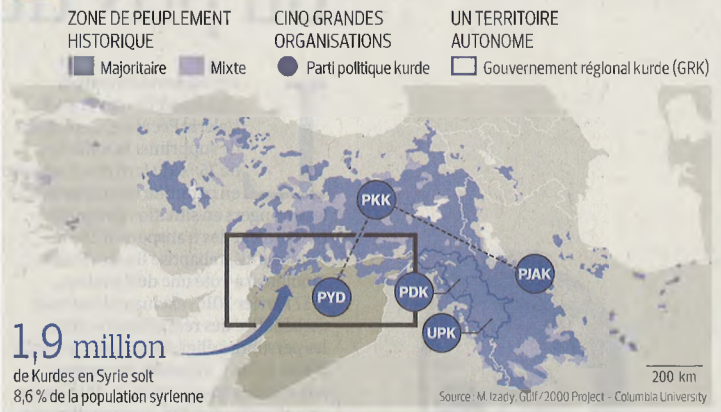 ZONE DE PEUPLEMENT
HISTORIQUE
Majoritaire
Mixte
CINQ GRANDES
ORGANISATIONS
Parti politique kurde
UN TERRITOIRE
AUTONOME
Gouvernement régional kurde (GRK)
PKK
PYD
PDK
UPK
PJAK
1,9 million
de Kurdes en Syrie soit
8,6 % de la population syrienne
200 km
Source : M. Izady, Gulf/2000 Project - Columbia University